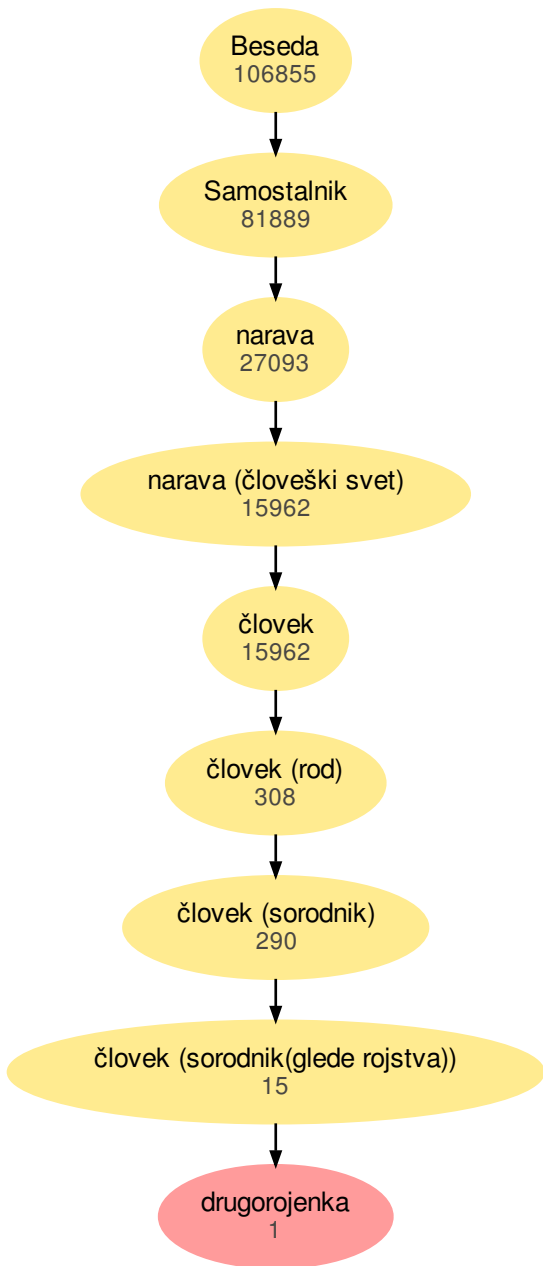 Beseda
106855
Samostalnik
81889
narava
27093
narava (človeški svet)
15962
človek
15962
človek (rod)
308
človek (sorodnik)
290
človek (sorodnik(glede rojstva))
15
drugorojenka
1